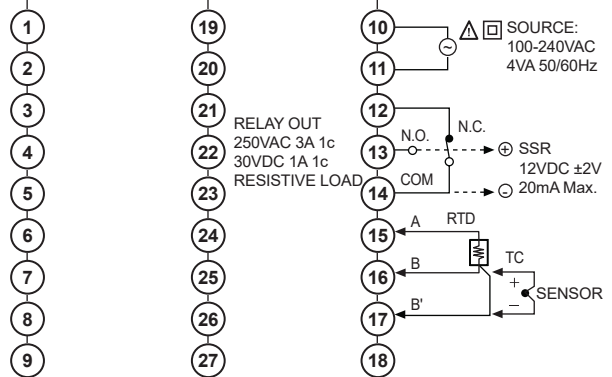 1 19 10 SOURCE:
100-240VAC
2 20 11 4VA 50/60Hz
3 21 12
RELAY OUT
250VAC 3A 1c
30VDC 1A 1c
RESISTIVE LOAD
N.O. N.C.
4 22 13 + SSR
12VDC ±2V
20mA Max.
5 23 14 COM -
6 24 15 A RTD
7 25 16 B TC
+
SENSOR
−
8 26 17 B'
9 27 18